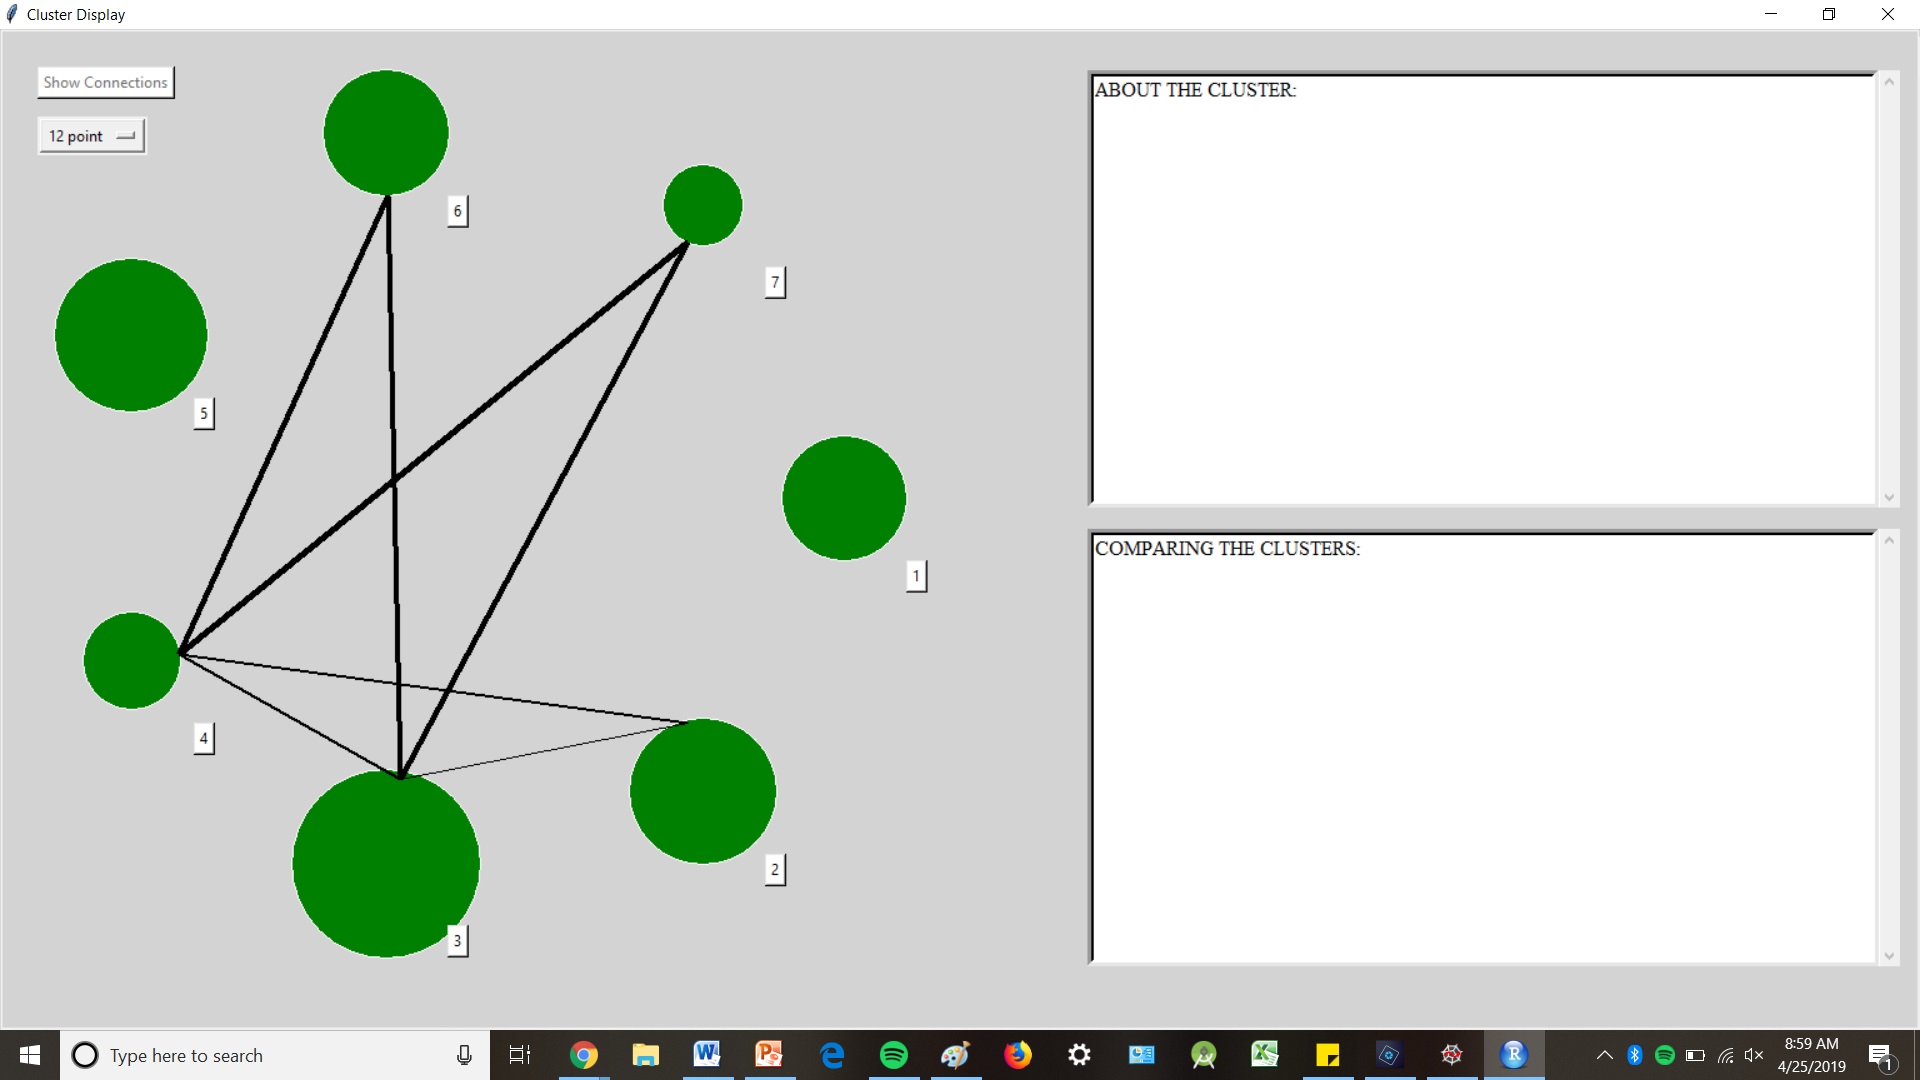 Cluster Display
Show Connections
12 point
6
7
5
1
4
2
3
ABOUT THE CLUSTER:
COMPARING THE CLUSTERS:
Type here to search
8:59 AM
4/25/2019
1